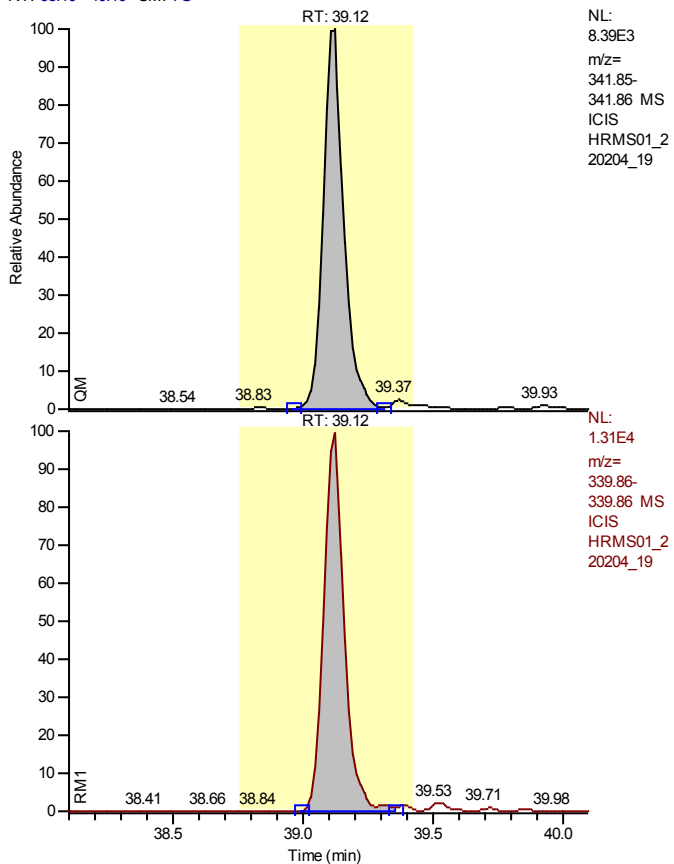 RT: 39.12
NL:
8.39E3
m/z=
341.85-
341.86 MS
ICIS
HRMS01_2
20204_19
100
90
80
70
60
50
40
30
20
10
0
Relative Abundance
QM
38.54
38.83
39.37
39.93
RT: 39.12
NL:
1.31E4
m/z=
339.86-
339.86 MS
ICIS
HRMS01_2
20204_19
100
90
80
70
60
50
40
30
20
10
0
RM1
38.41
38.66
38.84
39.53
39.71
39.98
38.5
39.0
39.5
40.0
Time (min)